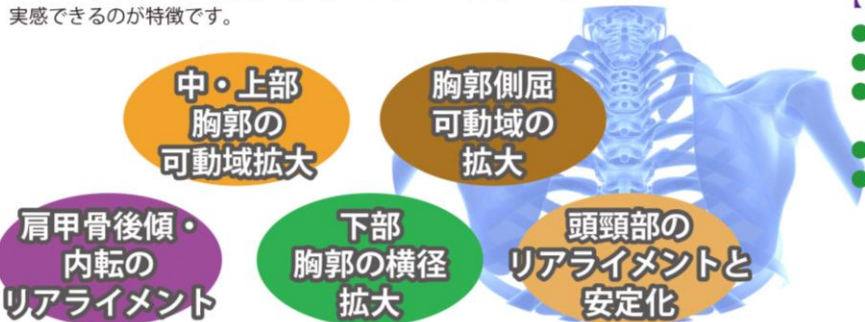 実感できるのが特徴です。
中・上部
胸郭の
可動域拡大
胸郭側屈
可動域の
拡大
肩甲骨後傾・
内転の
リアライメント
下部
胸郭の横径
拡大
頭頸部の
リアライメントと
安定化